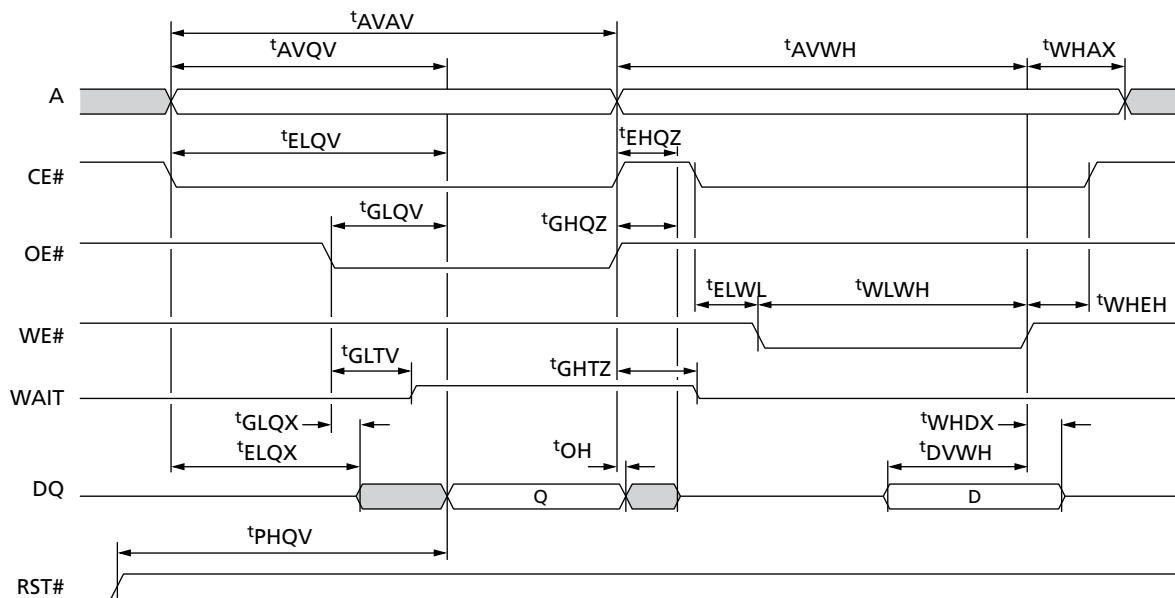 tAVAV
tAVQV
tAVWH
tWHAX
A
tELQV
tEHQZ
CE#
tGLQV
tGHQZ
OE#
tELWL
tWLWH
tWHEH
WE#
tGLTV
tGHTZ
WAIT
tGLQX
tWHDX
tELQX
tOH
tDVWH
DQ
Q
D
tPHQV
RST#